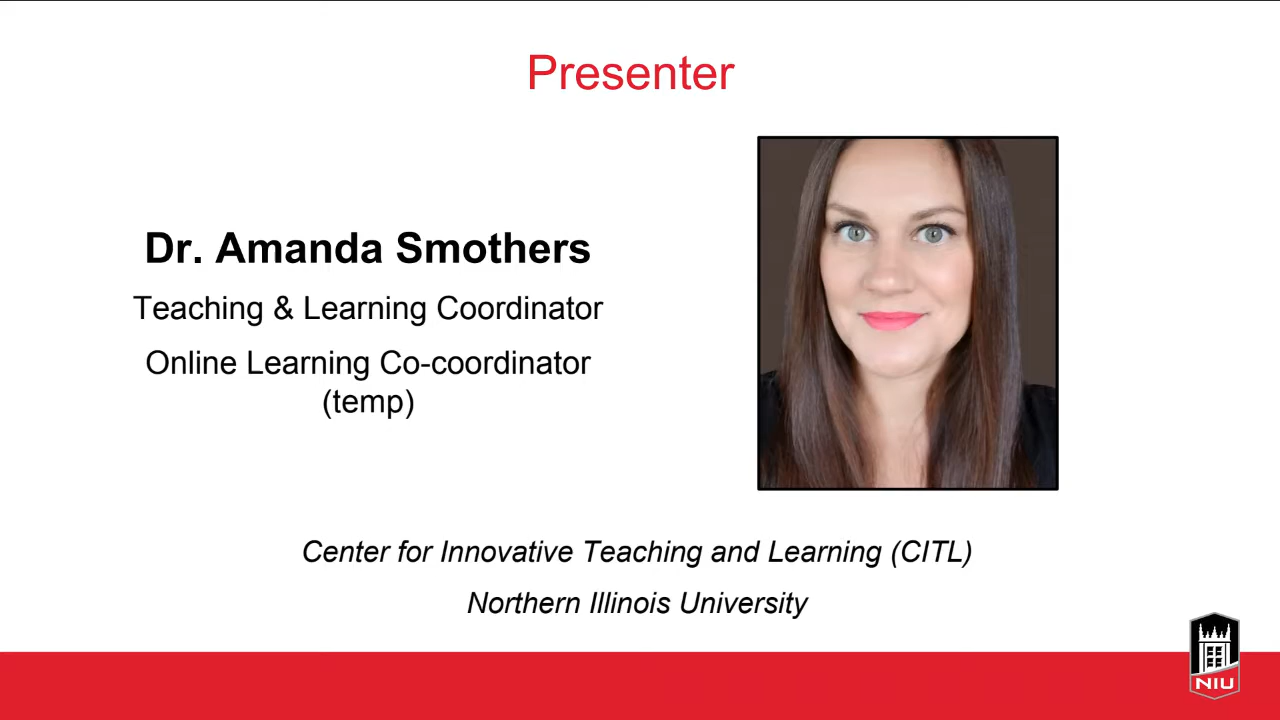 Presenter
Dr. Amanda Smothers
Teaching & Learning Coordinator
Online Learning Co-coordinator
(temp)
Center for Innovative Teaching and Learning (CITL)
Northern Illinois University
NIU